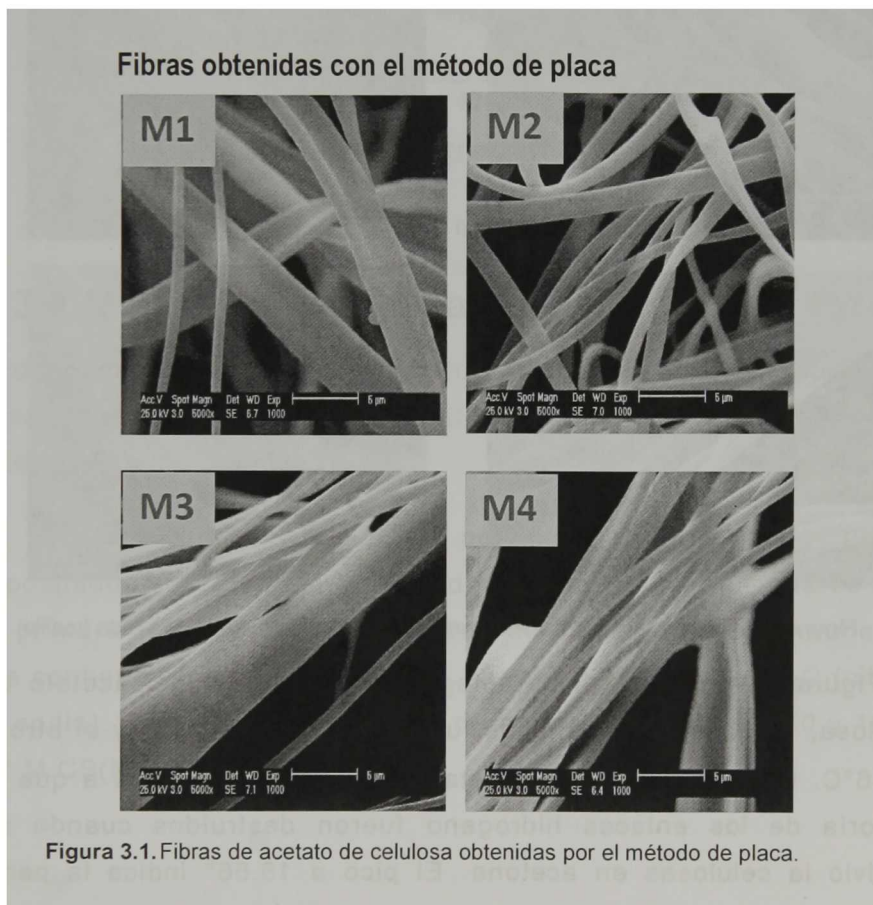 Fibras obtenidas con el método de placa
M1
M2
Acc.V Spot Magn Det WD Exp 5 µm
25.0 kV 3.0 5000x SE 6.7 1000
Acc.V Spot Magn Det WD Exp 5 µm
25.0 kV 3.0 5000x SE 7.0 1000
M3
M4
Acc.V Spot Magn Det WD Exp 5 µm
25.0 kV 3.0 5000x SE 7.1 1000
Acc.V Spot Magn Det WD Exp 5 µm
25.0 kV 3.0 5000x SE 6.4 1000
Figura 3.1. Fibras de acetato de celulosa obtenidas por el método de placa.